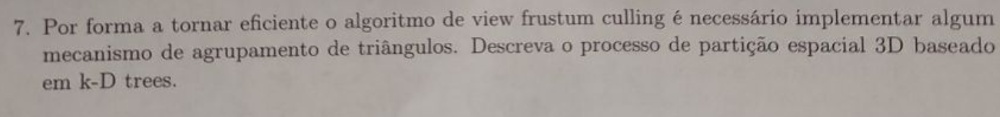 7. Por forma a tornar eficiente o algoritmo de view frustum culling é necessário implementar algum
mecanismo de agrupamento de triângulos. Descreva o processo de partição espacial 3D baseado
em k-D trees.